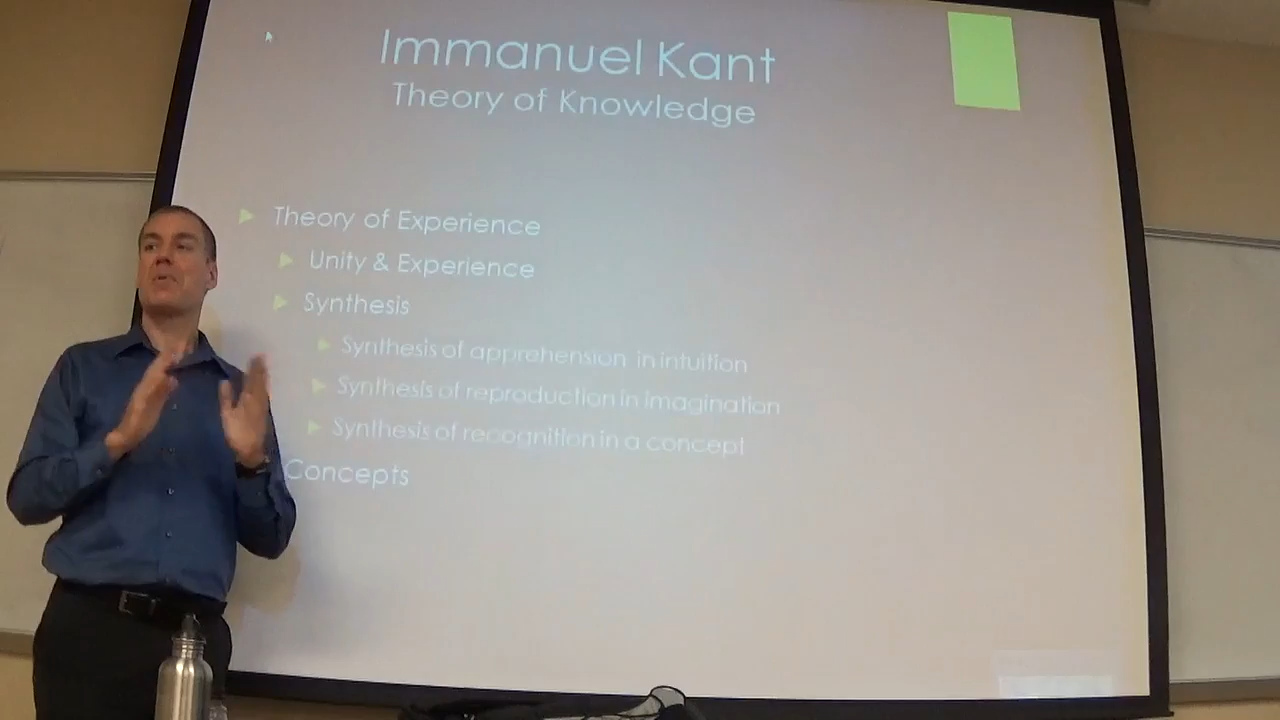 Immanuel Kant
Theory of Knowledge
Theory of Experience
Unity & Experience
Synthesis
Synthesis of apprehension in intuition
Synthesis of reproduction in Imagination
Synthesis of recognition in a concept
Concepts